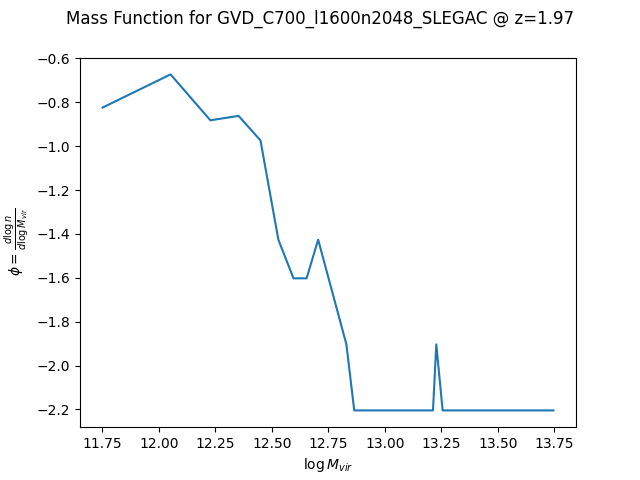 Mass Function for GVD_C700_l1600n2048_SLEGAC @ z=1.97
−0.6
−0.8
−1.0
−1.2
−1.4
−1.6
−1.8
−2.0
−2.2
ϕ = d log n / d log M_vir
11.75 12.00 12.25 12.50 12.75 13.00 13.25 13.50 13.75
log M_vir